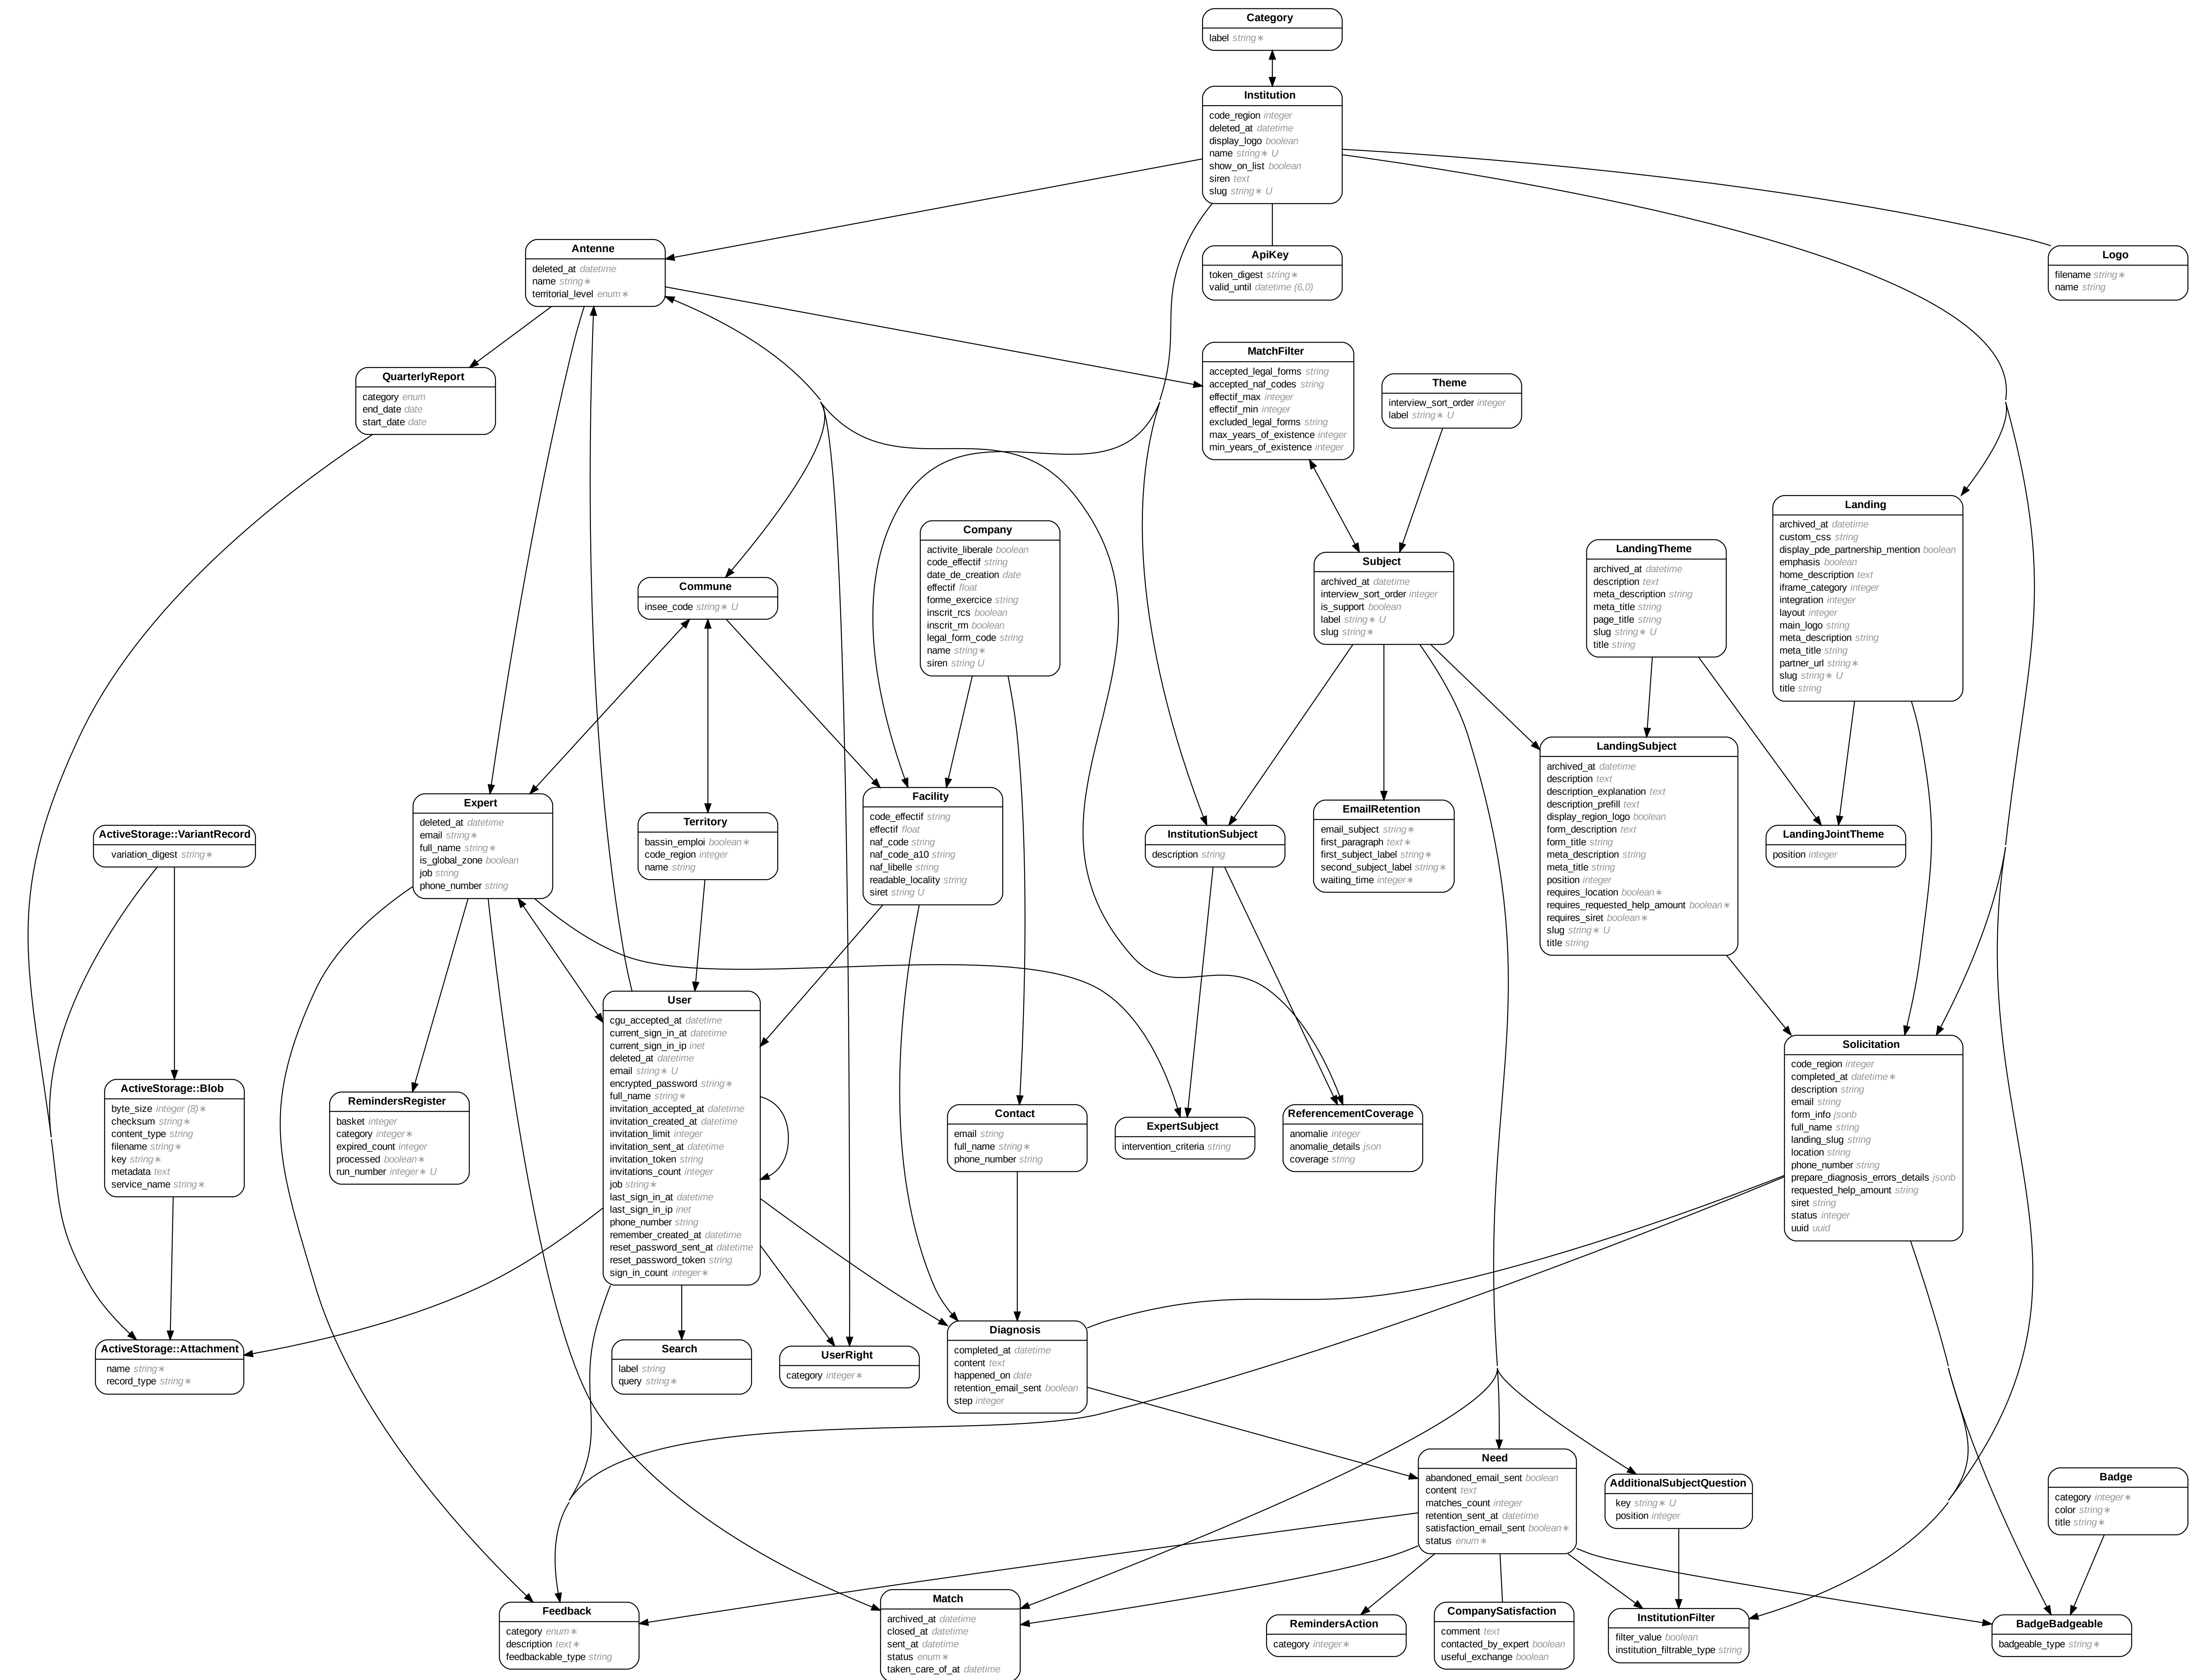 Category
label string∗
Institution
code_region integer
deleted_at datetime
display_logo boolean
name string∗ U
show_on_list boolean
siren text
slug string∗ U
Antenne
deleted_at datetime
name string∗
territorial_level enum∗
ApiKey
token_digest string∗
valid_until datetime (6,0)
Logo
filename string∗
name string
QuarterlyReport
category enum
end_date date
start_date date
MatchFilter
accepted_legal_forms string
accepted_naf_codes string
effectif_max integer
effectif_min integer
excluded_legal_forms string
max_years_of_existence integer
min_years_of_existence integer
Theme
interview_sort_order integer
label string∗ U
Landing
archived_at datetime
custom_css string
display_pde_partnership_mention boolean
emphasis boolean
home_description text
iframe_category integer
integration integer
layout integer
main_logo string
meta_description string
meta_title string
partner_url string∗
slug string∗ U
title string
Company
activite_liberale boolean
code_effectif string
date_de_creation date
effectif float
forme_exercice string
inscrit_rcs boolean
inscrit_rm boolean
legal_form_code string
name string∗
siren string U
LandingTheme
archived_at datetime
description text
meta_description string
meta_title string
page_title string
slug string∗ U
title string
Subject
archived_at datetime
interview_sort_order integer
is_support boolean
label string∗ U
slug string∗
Commune
insee_code string∗ U
LandingSubject
archived_at datetime
description text
description_explanation text
description_prefill text
display_region_logo boolean
form_description text
form_title string
meta_description string
meta_title string
position integer
requires_location boolean∗
requires_requested_help_amount boolean∗
requires_siret boolean∗
slug string∗ U
title string
Facility
code_effectif string
effectif float
naf_code string
naf_code_a10 string
naf_libelle string
readable_locality string
siret string U
Expert
deleted_at datetime
email string∗
full_name string∗
is_global_zone boolean
job string
phone_number string
EmailRetention
email_subject string∗
first_paragraph text∗
first_subject_label string∗
second_subject_label string∗
waiting_time integer∗
Territory
bassin_emploi boolean∗
code_region integer
name string
ActiveStorage::VariantRecord
variation_digest string∗
InstitutionSubject
description string
LandingJointTheme
position integer
User
cgu_accepted_at datetime
current_sign_in_at datetime
current_sign_in_ip inet
deleted_at datetime
email string∗ U
encrypted_password string∗
full_name string∗
invitation_accepted_at datetime
invitation_created_at datetime
invitation_limit integer
invitation_sent_at datetime
invitation_token string
invitations_count integer
job string∗
last_sign_in_at datetime
last_sign_in_ip inet
phone_number string
remember_created_at datetime
reset_password_sent_at datetime
reset_password_token string
sign_in_count integer∗
Solicitation
code_region integer
completed_at datetime∗
description string
email string
form_info jsonb
full_name string
landing_slug string
location string
phone_number string
prepare_diagnosis_errors_details jsonb
requested_help_amount string
siret string
status integer
uuid uuid
ActiveStorage::Blob
byte_size integer (8)∗
checksum string∗
content_type string
filename string∗
key string∗
metadata text
service_name string∗
RemindersRegister
basket integer
category integer∗
expired_count integer
processed boolean∗
run_number integer∗ U
Contact
email string
full_name string∗
phone_number string
ExpertSubject
intervention_criteria string
ReferencementCoverage
anomalie integer
anomalie_details json
coverage string
ActiveStorage::Attachment
name string∗
record_type string∗
Search
label string
query string∗
UserRight
category integer∗
Diagnosis
completed_at datetime
content text
happened_on date
retention_email_sent boolean
step integer
Need
abandoned_email_sent boolean
content text
matches_count integer
retention_sent_at datetime
satisfaction_email_sent boolean∗
status enum∗
AdditionalSubjectQuestion
key string∗ U
position integer
Badge
category integer∗
color string∗
title string∗
Feedback
category enum∗
description text∗
feedbackable_type string
Match
archived_at datetime
closed_at datetime
sent_at datetime
status enum∗
taken_care_of_at datetime
RemindersAction
category integer∗
CompanySatisfaction
comment text
contacted_by_expert boolean
useful_exchange boolean
InstitutionFilter
filter_value boolean
institution_filtrable_type string
BadgeBadgeable
badgeable_type string∗